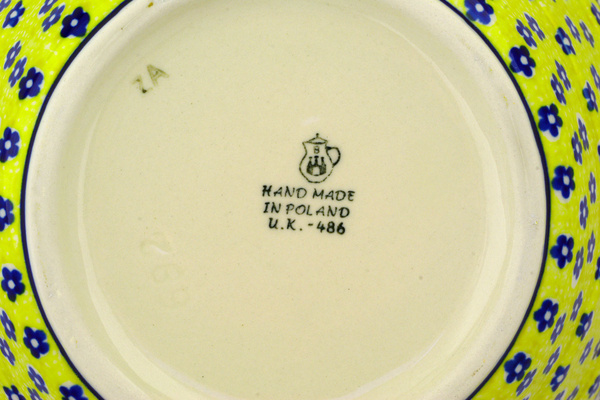 ZA
B
HAND MADE
IN POLAND
U.K. - 486